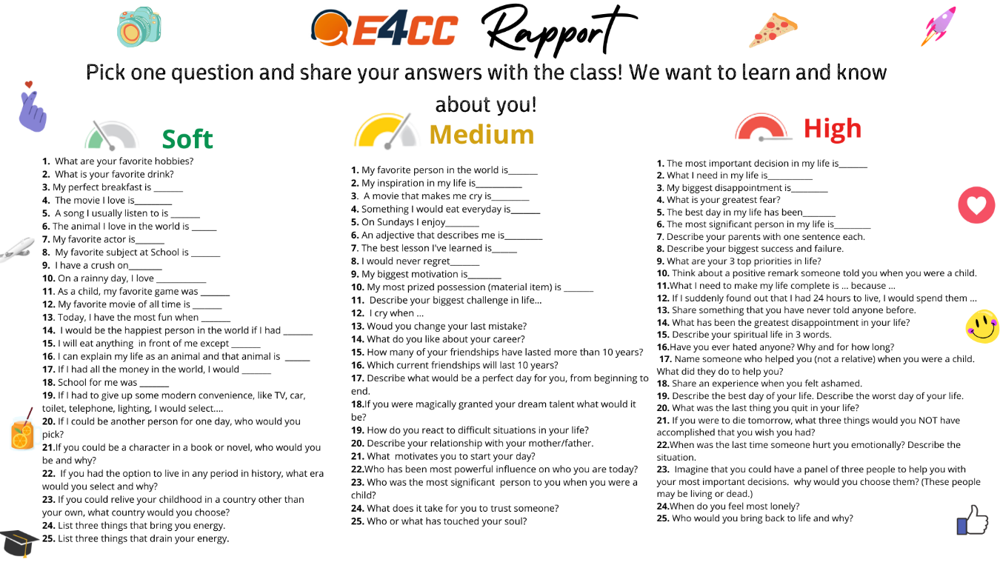 E4CC Rapport
Pick one question and share your answers with the class! We want to learn and know
about you!
Soft
1. What are your favorite hobbies?
2. What is your favorite drink?
3. My perfect breakfast is _______
4. The movie I love is_________
5. A song I usually listen to is _______
6. The animal I love in the world is ______
7. My favorite actor is_______
8. My favorite subject at School is _______
9. I have a crush on________
10. On a rainny day, I love ____________
11. As a child, my favorite game was _______
12. My favorite movie of all time is _______
13. Today, I have the most fun when _______
14. I would be the happiest person in the world if I had _______
15. I will eat anything in front of me except _______
16. I can explain my life as an animal and that animal is ______
17. If I had all the money in the world, I would _______
18. School for me was _______
19. If I had to give up some modern convenience, like TV, car,
toilet, telephone, lighting, I would select....
20. If I could be another person for one day, who would you
pick?
21.If you could be a character in a book or novel, who would you
be and why?
22. If you had the option to live in any period in history, what era
would you select and why?
23. If you could relive your childhood in a country other than
your own, what country would you choose?
24. List three things that bring you energy.
25. List three things that drain your energy.
Medium
1. My favorite person in the world is_______
2. My inspiration in my life is___________
3. A movie that makes me cry is_________
4. Something I would eat everyday is_______
5. On Sundays I enjoy________
6. An adjective that describes me is_________
7. The best lesson I've learned is______
8. I would never regret_______
9. My biggest motivation is________
10. My most prized possession (material item) is _______
11. Describe your biggest challenge in life...
12. I cry when ...
13. Woud you change your last mistake?
14. What do you like about your career?
15. How many of your friendships have lasted more than 10 years?
16. Which current friendships will last 10 years?
17. Describe what would be a perfect day for you, from beginning to
end.
18.If you were magically granted your dream talent what would it
be?
19. How do you react to difficult situations in your life?
20. Describe your relationship with your mother/father.
21. What motivates you to start your day?
22.Who has been most powerful influence on who you are today?
23. Who was the most significant person to you when you were a
child?
24. What does it take for you to trust someone?
25. Who or what has touched your soul?
High
1. The most important decision in my life is_______
2. What I need in my life is___________
3. My biggest disappointment is_________
4. What is your greatest fear?
5. The best day in my life has been________
6. The most significant person in my life is_________
7. Describe your parents with one sentence each.
8. Describe your biggest success and failure.
9. What are your 3 top priorities in life?
10. Think about a positive remark someone told you when you were a child.
11.What I need to make my life complete is ... because ...
12. If I suddenly found out that I had 24 hours to live, I would spend them ...
13. Share something that you have never told anyone before.
14. What has been the greatest disappointment in your life?
15. Describe your spiritual life in 3 words.
16.Have you ever hated anyone? Why and for how long?
17. Name someone who helped you (not a relative) when you were a child.
What did they do to help you?
18. Share an experience when you felt ashamed.
19. Describe the best day of your life. Describe the worst day of your life.
20. What was the last thing you quit in your life?
21. If you were to die tomorrow, what three things would you NOT have
accomplished that you wish you had?
22.When was the last time someone hurt you emotionally? Describe the
situation.
23. Imagine that you could have a panel of three people to help you with
your most important decisions. why would you choose them? (These people
may be living or dead.)
24.When do you feel most lonely?
25. Who would you bring back to life and why?